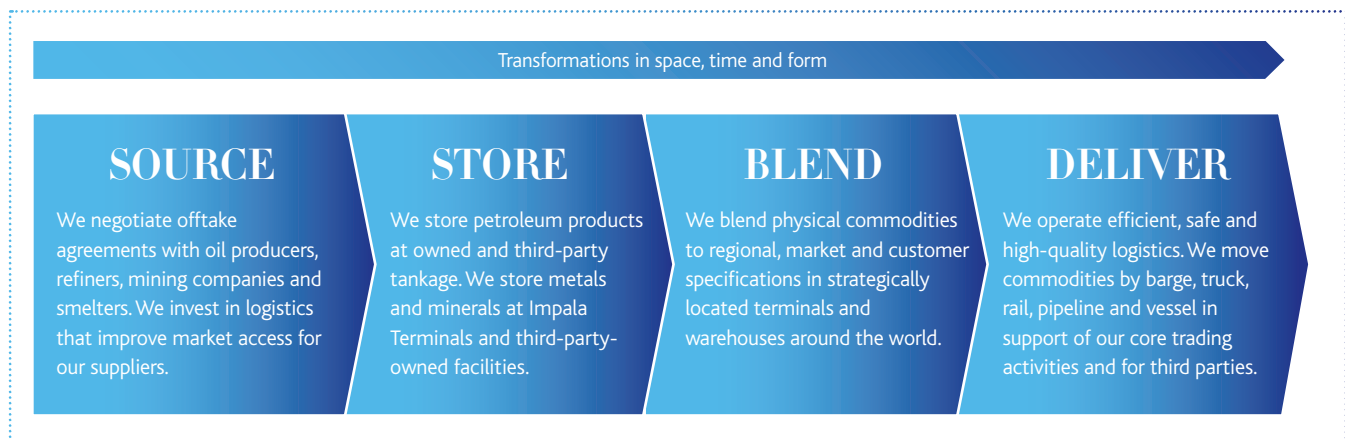 Transformations in space, time and form
SOURCE
We negotiate offtake
agreements with oil producers,
refiners, mining companies and
smelters. We invest in logistics
that improve market access for
our suppliers.
STORE
We store petroleum products
at owned and third-party
tankage. We store metals
and minerals at Impala
Terminals and third-party-
owned facilities.
BLEND
We blend physical commodities
to regional, market and customer
specifications in strategically
located terminals and
warehouses around the world.
DELIVER
We operate efficient, safe and
high-quality logistics. We move
commodities by barge, truck,
rail, pipeline and vessel in
support of our core trading
activities and for third parties.